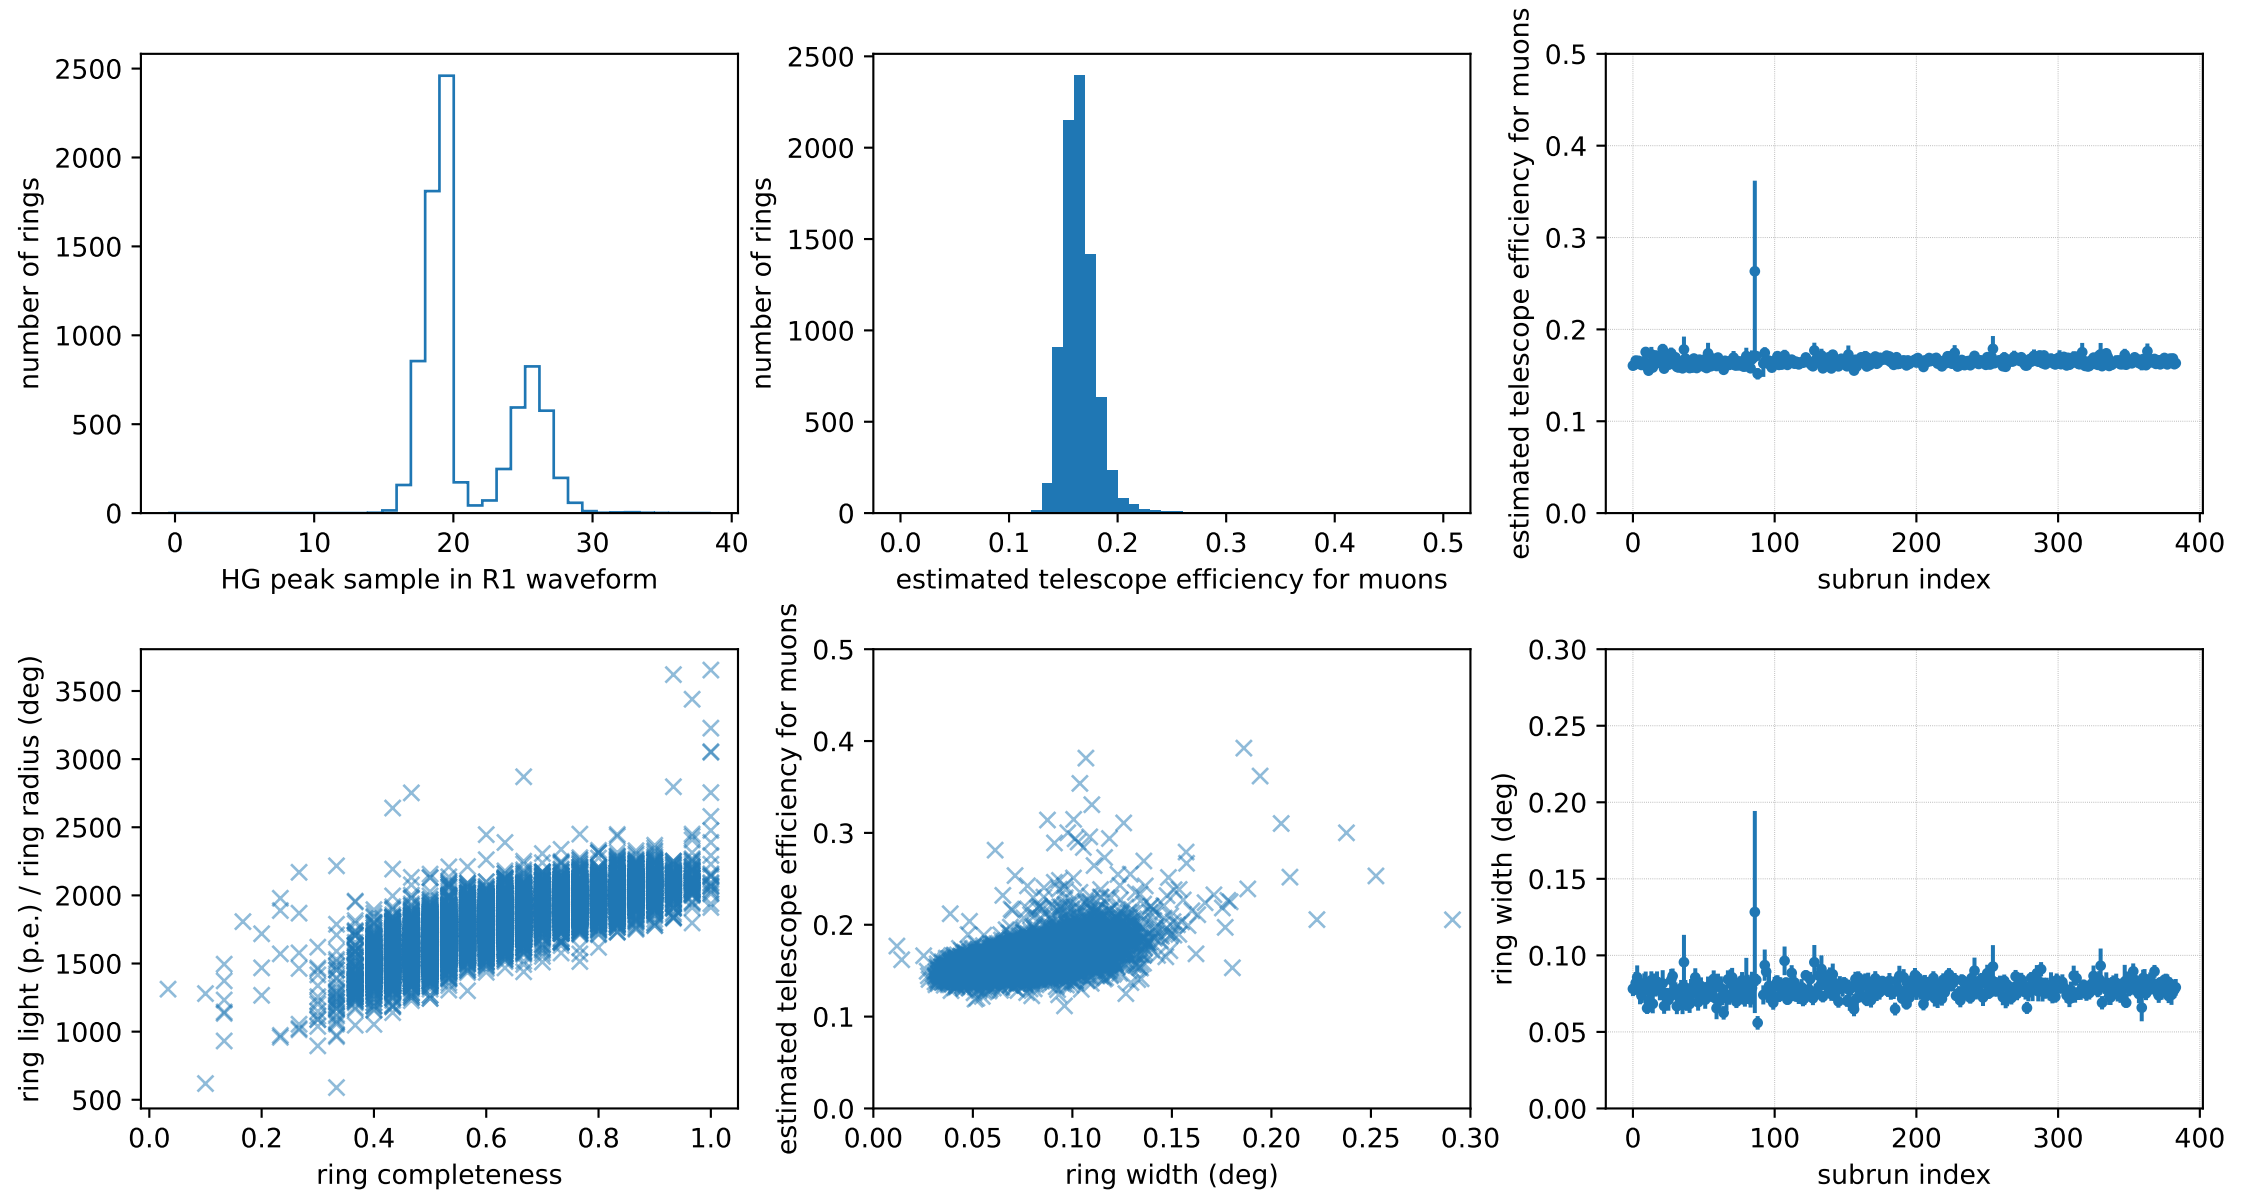 number of rings
2500
2000
1500
1000
500
0
0 10 20 30 40
HG peak sample in R1 waveform
number of rings
2500
2000
1500
1000
500
0
0.0 0.1 0.2 0.3 0.4 0.5
estimated telescope efficiency for muons
estimated telescope efficiency for muons
0.5
0.4
0.3
0.2
0.1
0.0
0 100 200 300 400
subrun index
ring light (p.e.) / ring radius (deg)
3500
3000
2500
2000
1500
1000
500
0.0 0.2 0.4 0.6 0.8 1.0
ring completeness
estimated telescope efficiency for muons
0.5
0.4
0.3
0.2
0.1
0.0
0.00 0.05 0.10 0.15 0.20 0.25 0.30
ring width (deg)
ring width (deg)
0.30
0.25
0.20
0.15
0.10
0.05
0.00
0 100 200 300 400
subrun index